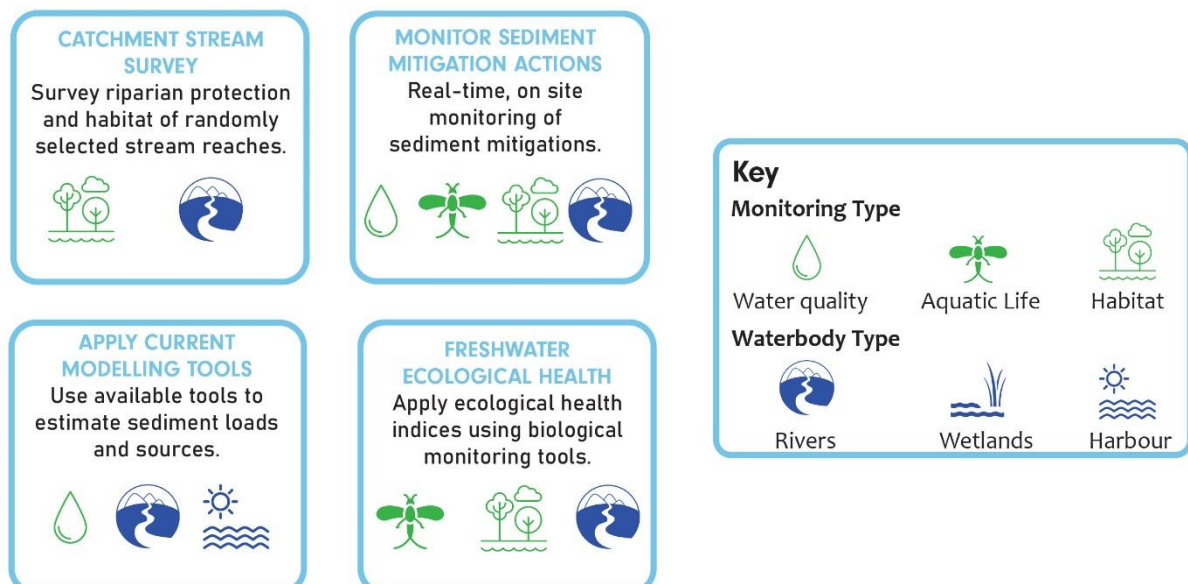 CATCHMENT STREAM
SURVEY
Survey riparian protection
and habitat of randomly
selected stream reaches.
MONITOR SEDIMENT
MITIGATION ACTIONS
Real-time, on site
monitoring of
sediment mitigations.
APPLY CURRENT
MODELLING TOOLS
Use available tools to
estimate sediment loads
and sources.
FRESHWATER
ECOLOGICAL HEALTH
Apply ecological health
indices using biological
monitoring tools.
Key
Monitoring Type
Water quality
Aquatic Life
Habitat
Waterbody Type
Rivers
Wetlands
Harbour